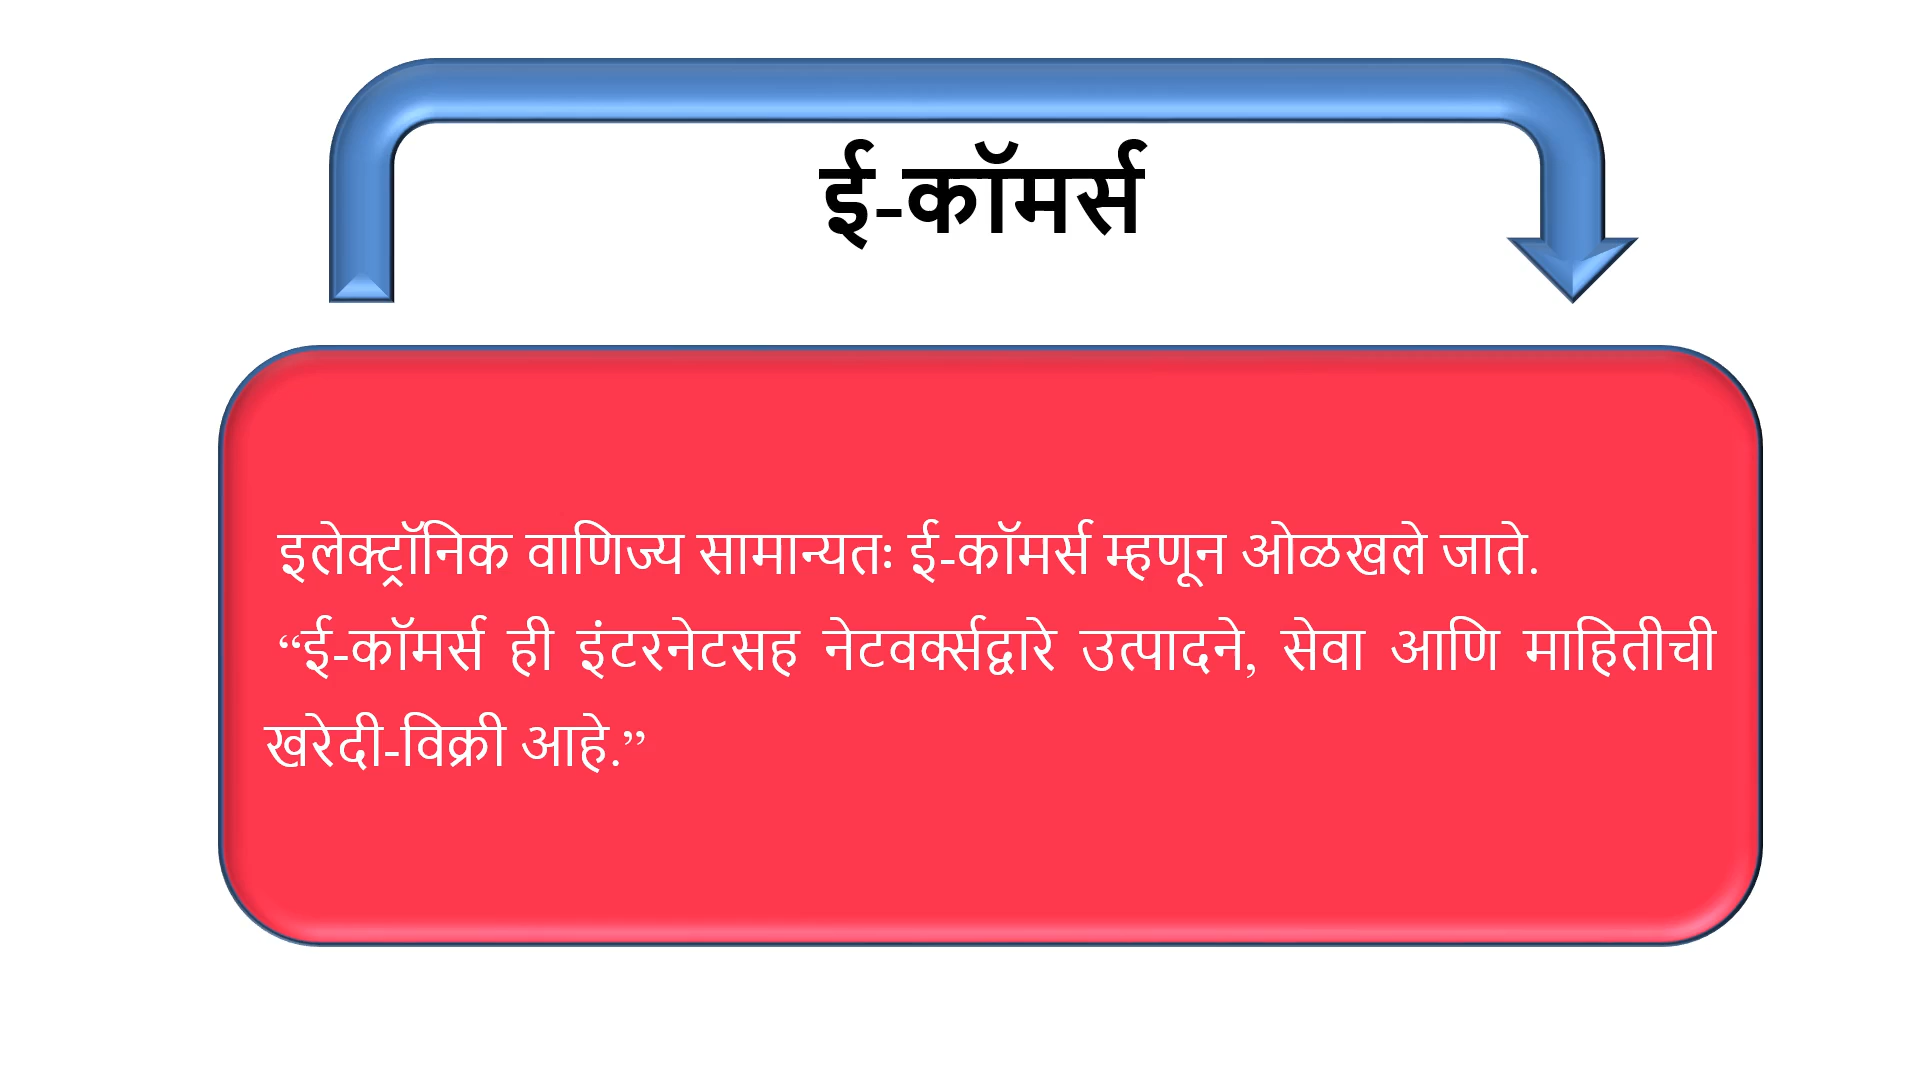 ई-कॉमर्स
इलेक्ट्रॉनिक वाणिज्य सामान्यतः ई-कॉमर्स म्हणून ओळखले जाते.
“ई-कॉमर्स ही इंटरनेटसह नेटवर्क्सद्वारे उत्पादने, सेवा आणि माहितीची
खरेदी-विक्री आहे.”